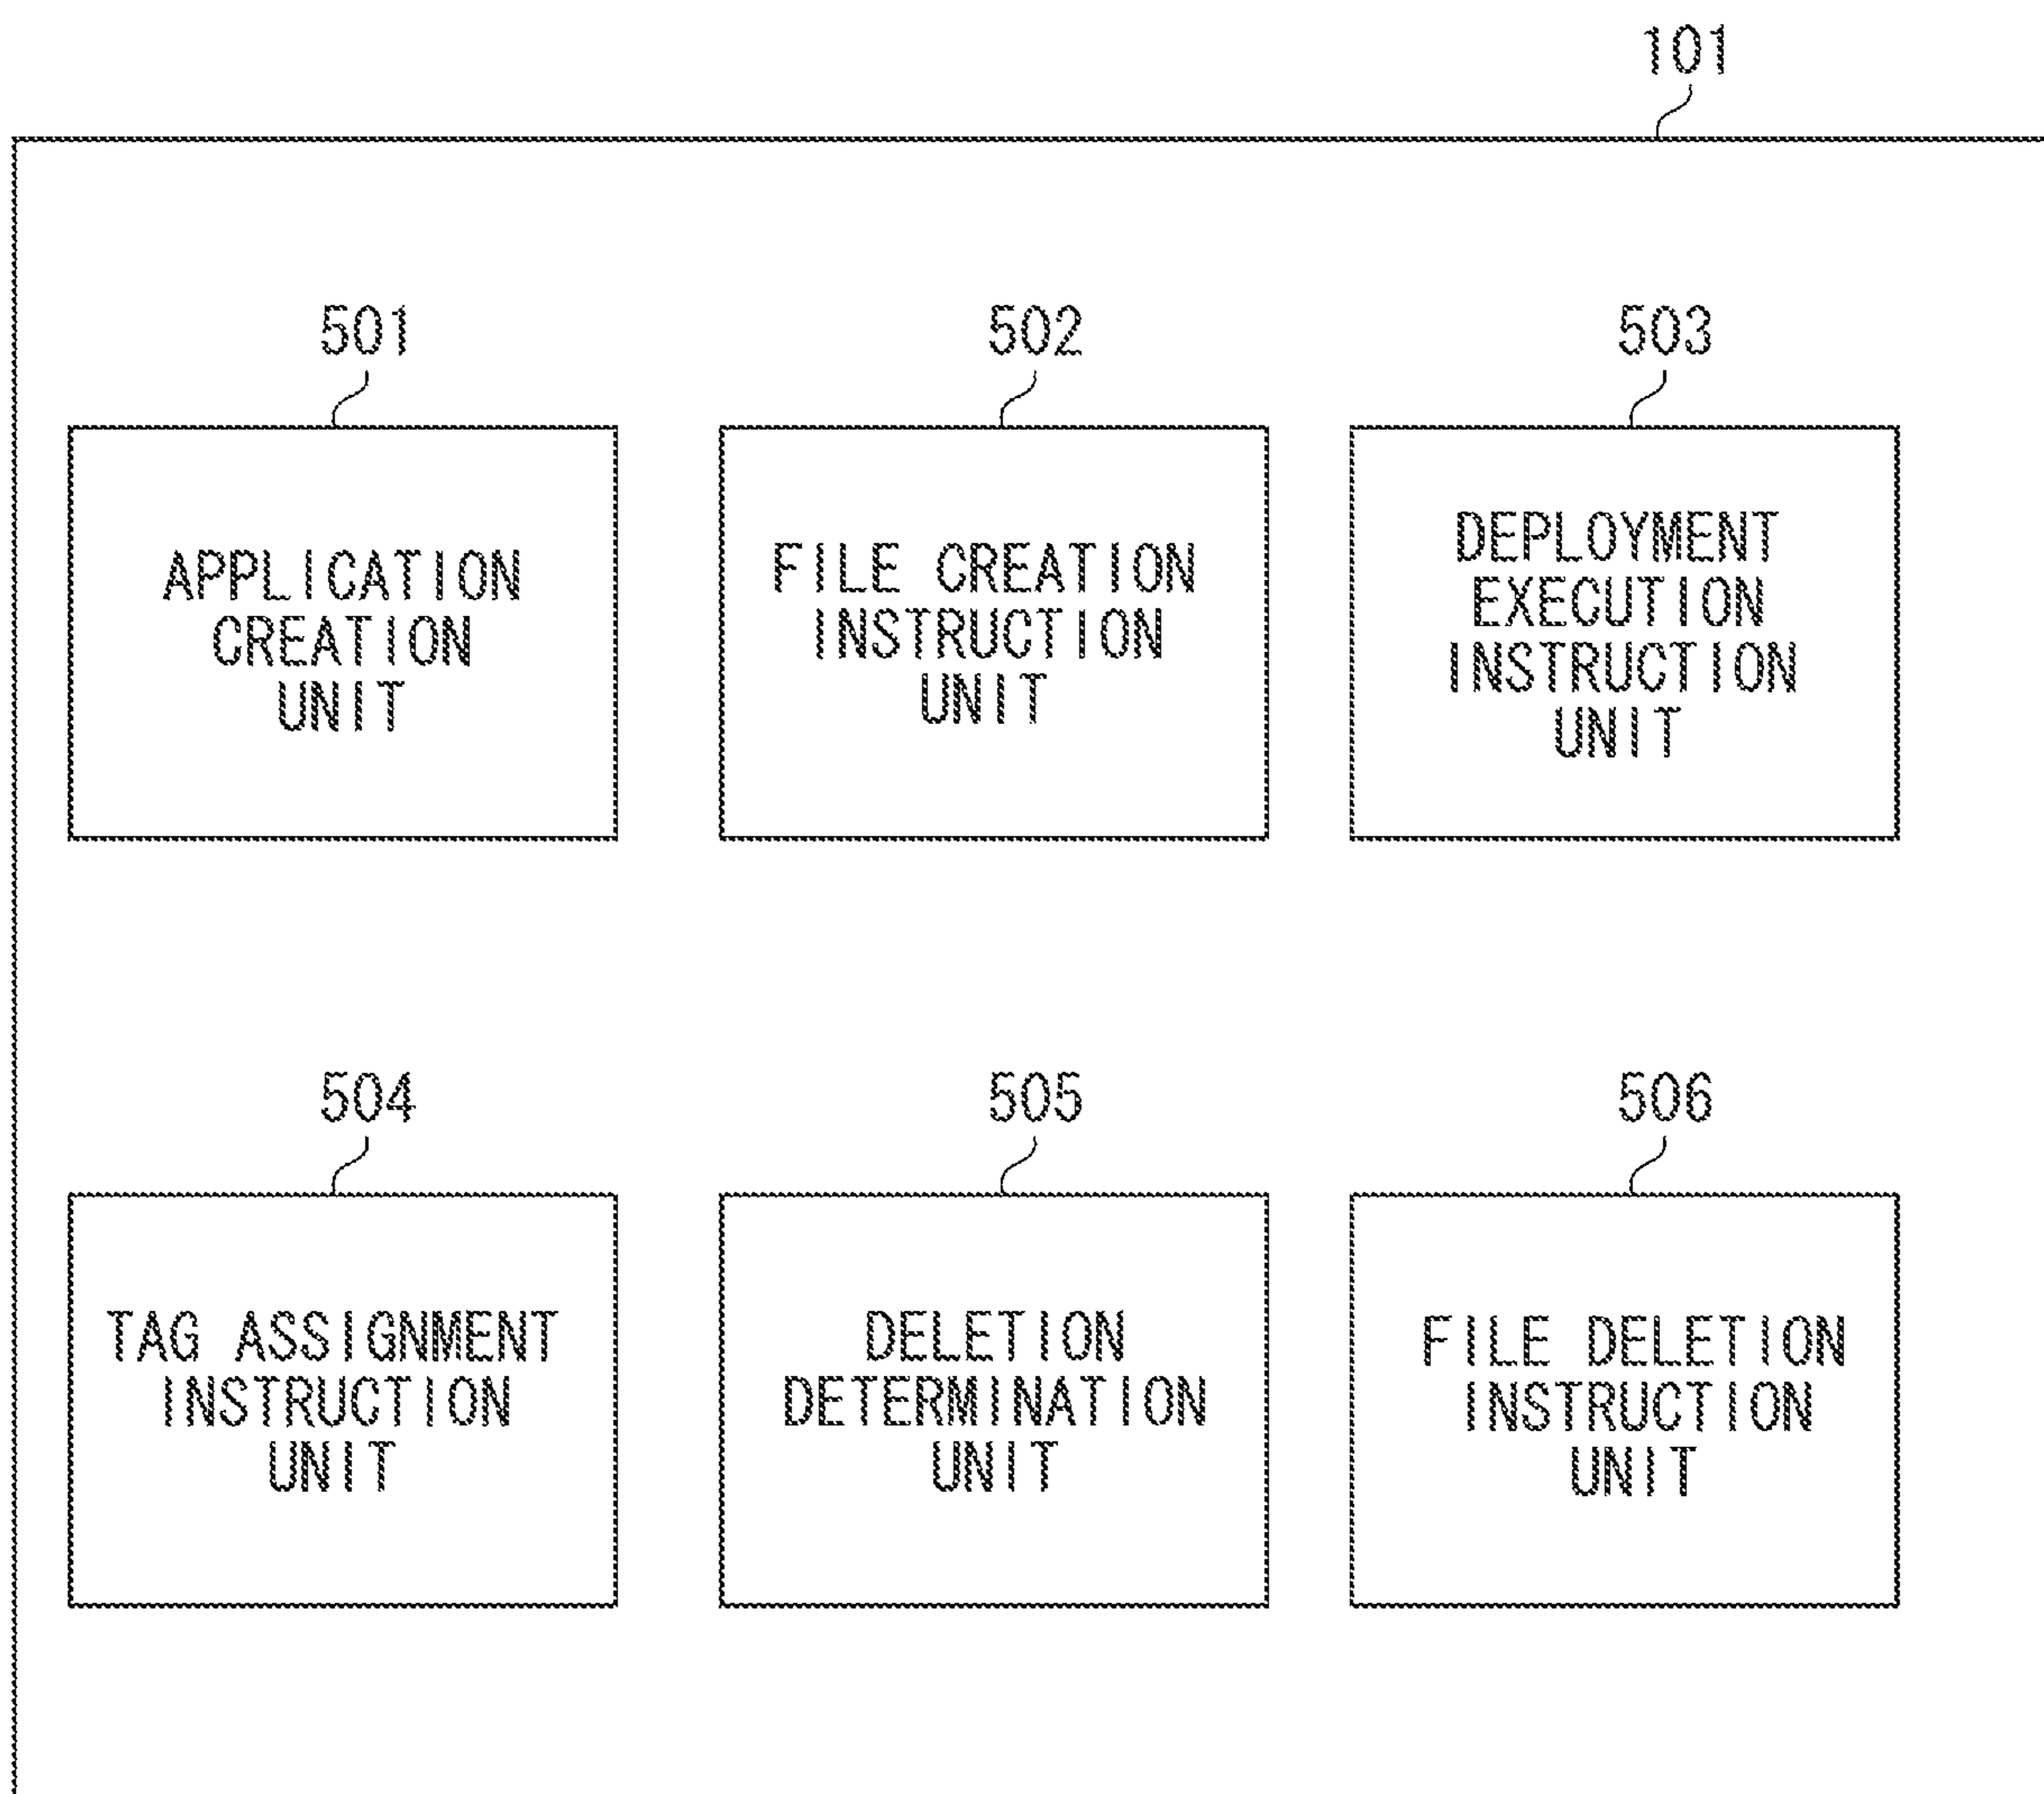 101
501
APPLICATION
CREATION
UNIT
502
FILE CREATION
INSTRUCTION
UNIT
503
DEPLOYMENT
EXECUTION
INSTRUCTION
UNIT
504
TAG ASSIGNMENT
INSTRUCTION
UNIT
505
DELETION
DETERMINATION
UNIT
506
FILE DELETION
INSTRUCTION
UNIT